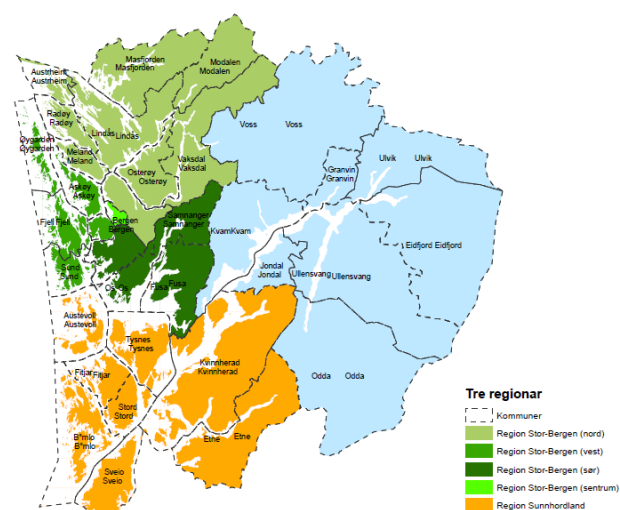 Masfjorden
Masfjorden
Modalen
Modalen
Austrheim
Austrheim
Radøy
Radøy
Lindås Lindås
Øygarden
Øygarden
Meland
Meland
Voss Voss
Vaksdal
Vaksdal
Osterøy
Osterøy
Granvin
Granvin
Ulvik Ulvik
Askøy
Askøy
Fjell Fjell
Bergen
Bergen
Samnanger
Samnanger
Kvam Kvam
Eidfjord Eidfjord
Sund
Sund
Os Os
Fusa
Fusa
Jondal
Jondal
Ullensvang
Ullensvang
Austevoll
Austevoll
Tysnes
Tysnes
Kvinnherad
Kvinnherad
Fitjar Fitjar
Odda Odda
Stord
Stord
B*mlo
B*mlo
Etne Etne
Sveio
Sveio
Tre regionar
Kommuner
Region Stor-Bergen (nord)
Region Stor-Bergen (vest)
Region Stor-Bergen (sør)
Region Stor-Bergen (sentrum)
Region Sunnhordland